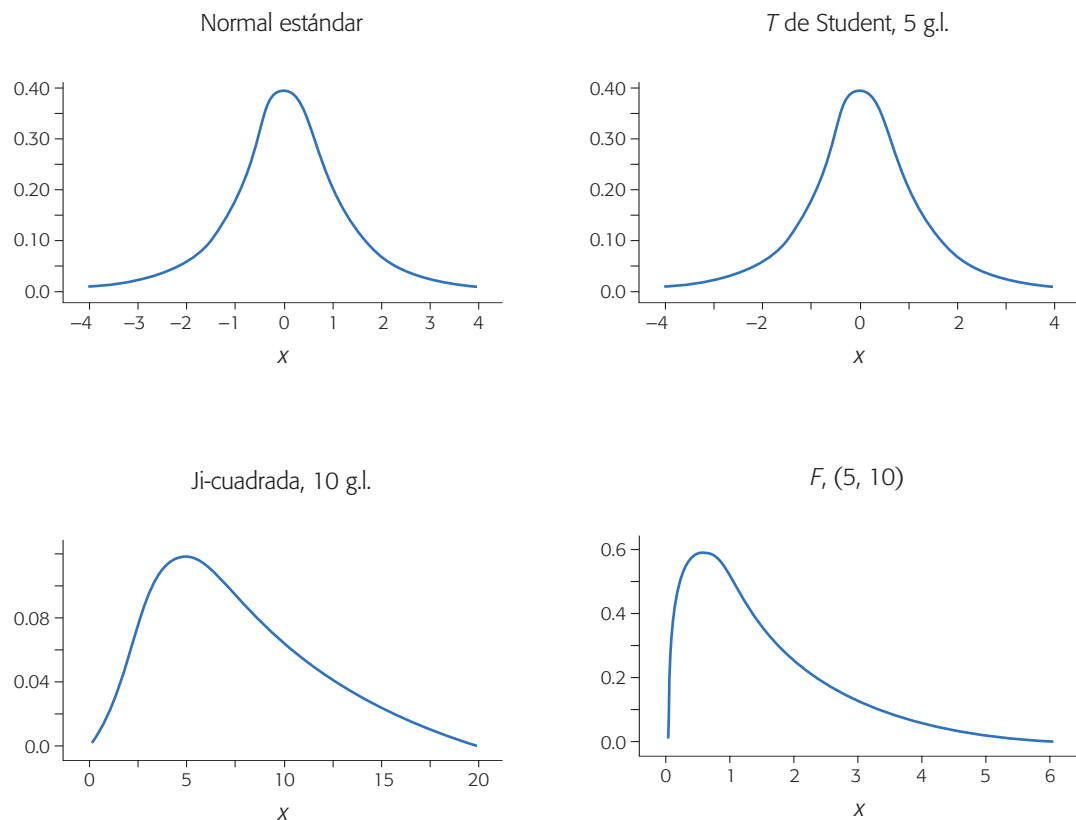 Normal estándar
0.40
0.30
0.20
0.10
0.0
–4 –3 –2 –1 0 1 2 3 4
x
T de Student, 5 g.l.
0.40
0.30
0.20
0.10
0.0
–4 –2 0 2 4
x
Ji-cuadrada, 10 g.l.
0.08
0.04
0.0
0 5 10 15 20
x
F, (5, 10)
0.6
0.4
0.2
0.0
0 1 2 3 4 5 6
x